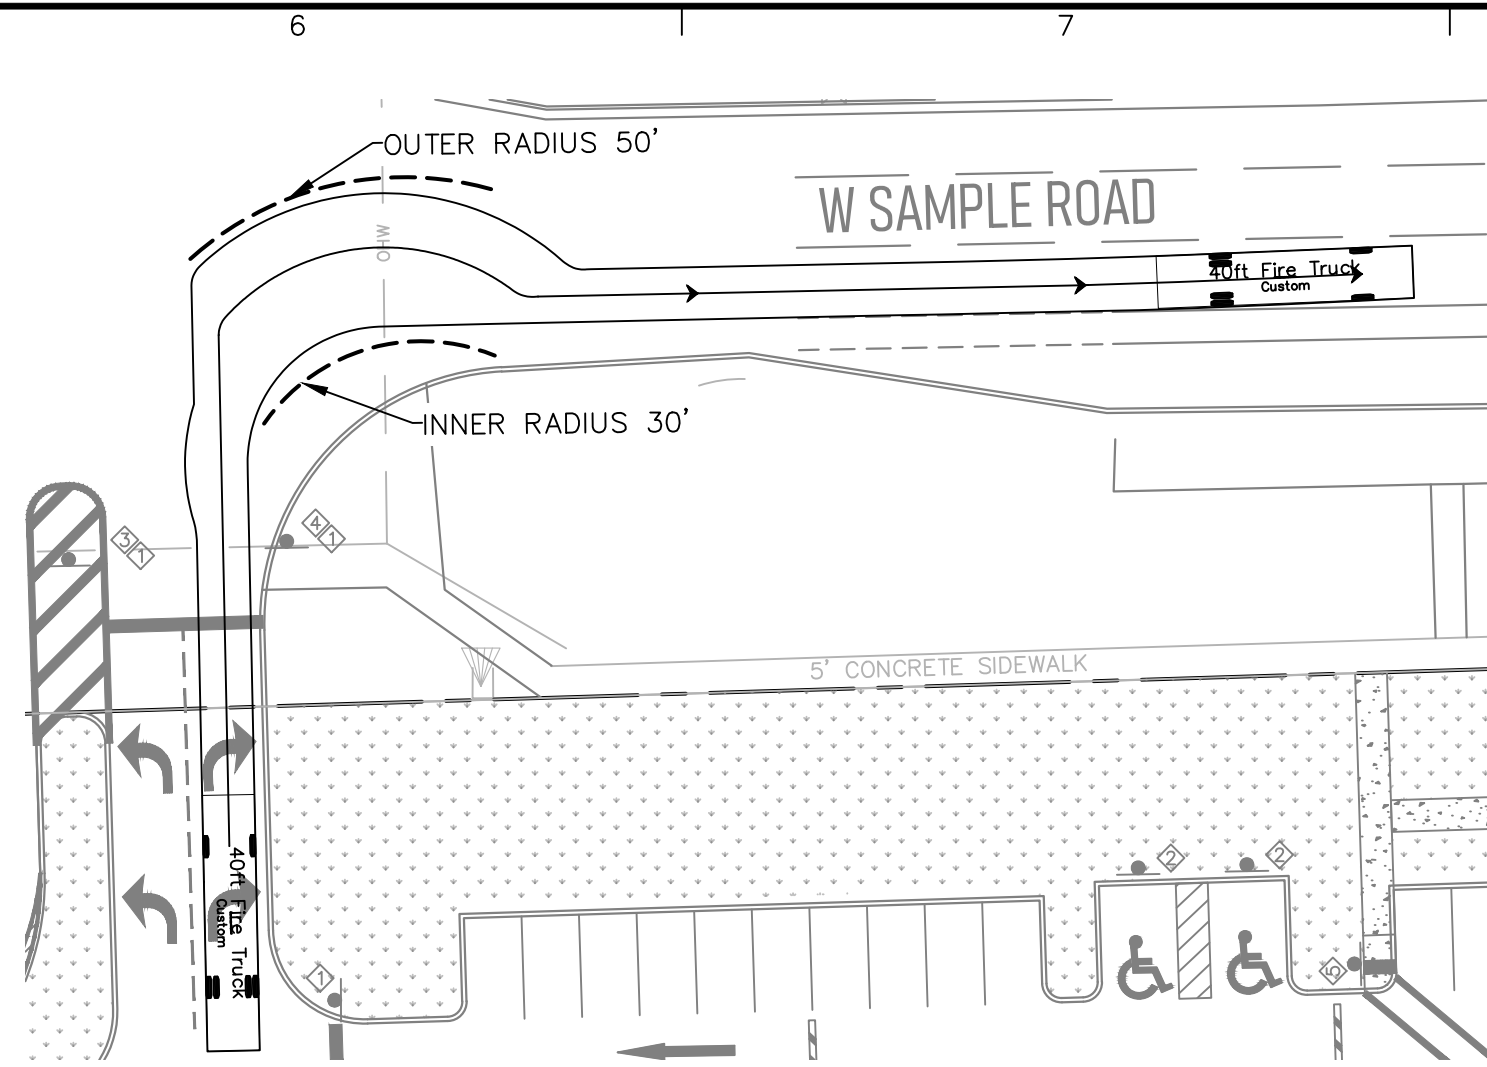 6
7
OUTER RADIUS 50'
W SAMPLE ROAD
OHW
40ft Fire Truck
Custom
INNER RADIUS 30'
4
1
3
1
5' CONCRETE SIDEWALK
2
2
40ft Fire Truck
Custom
1
5